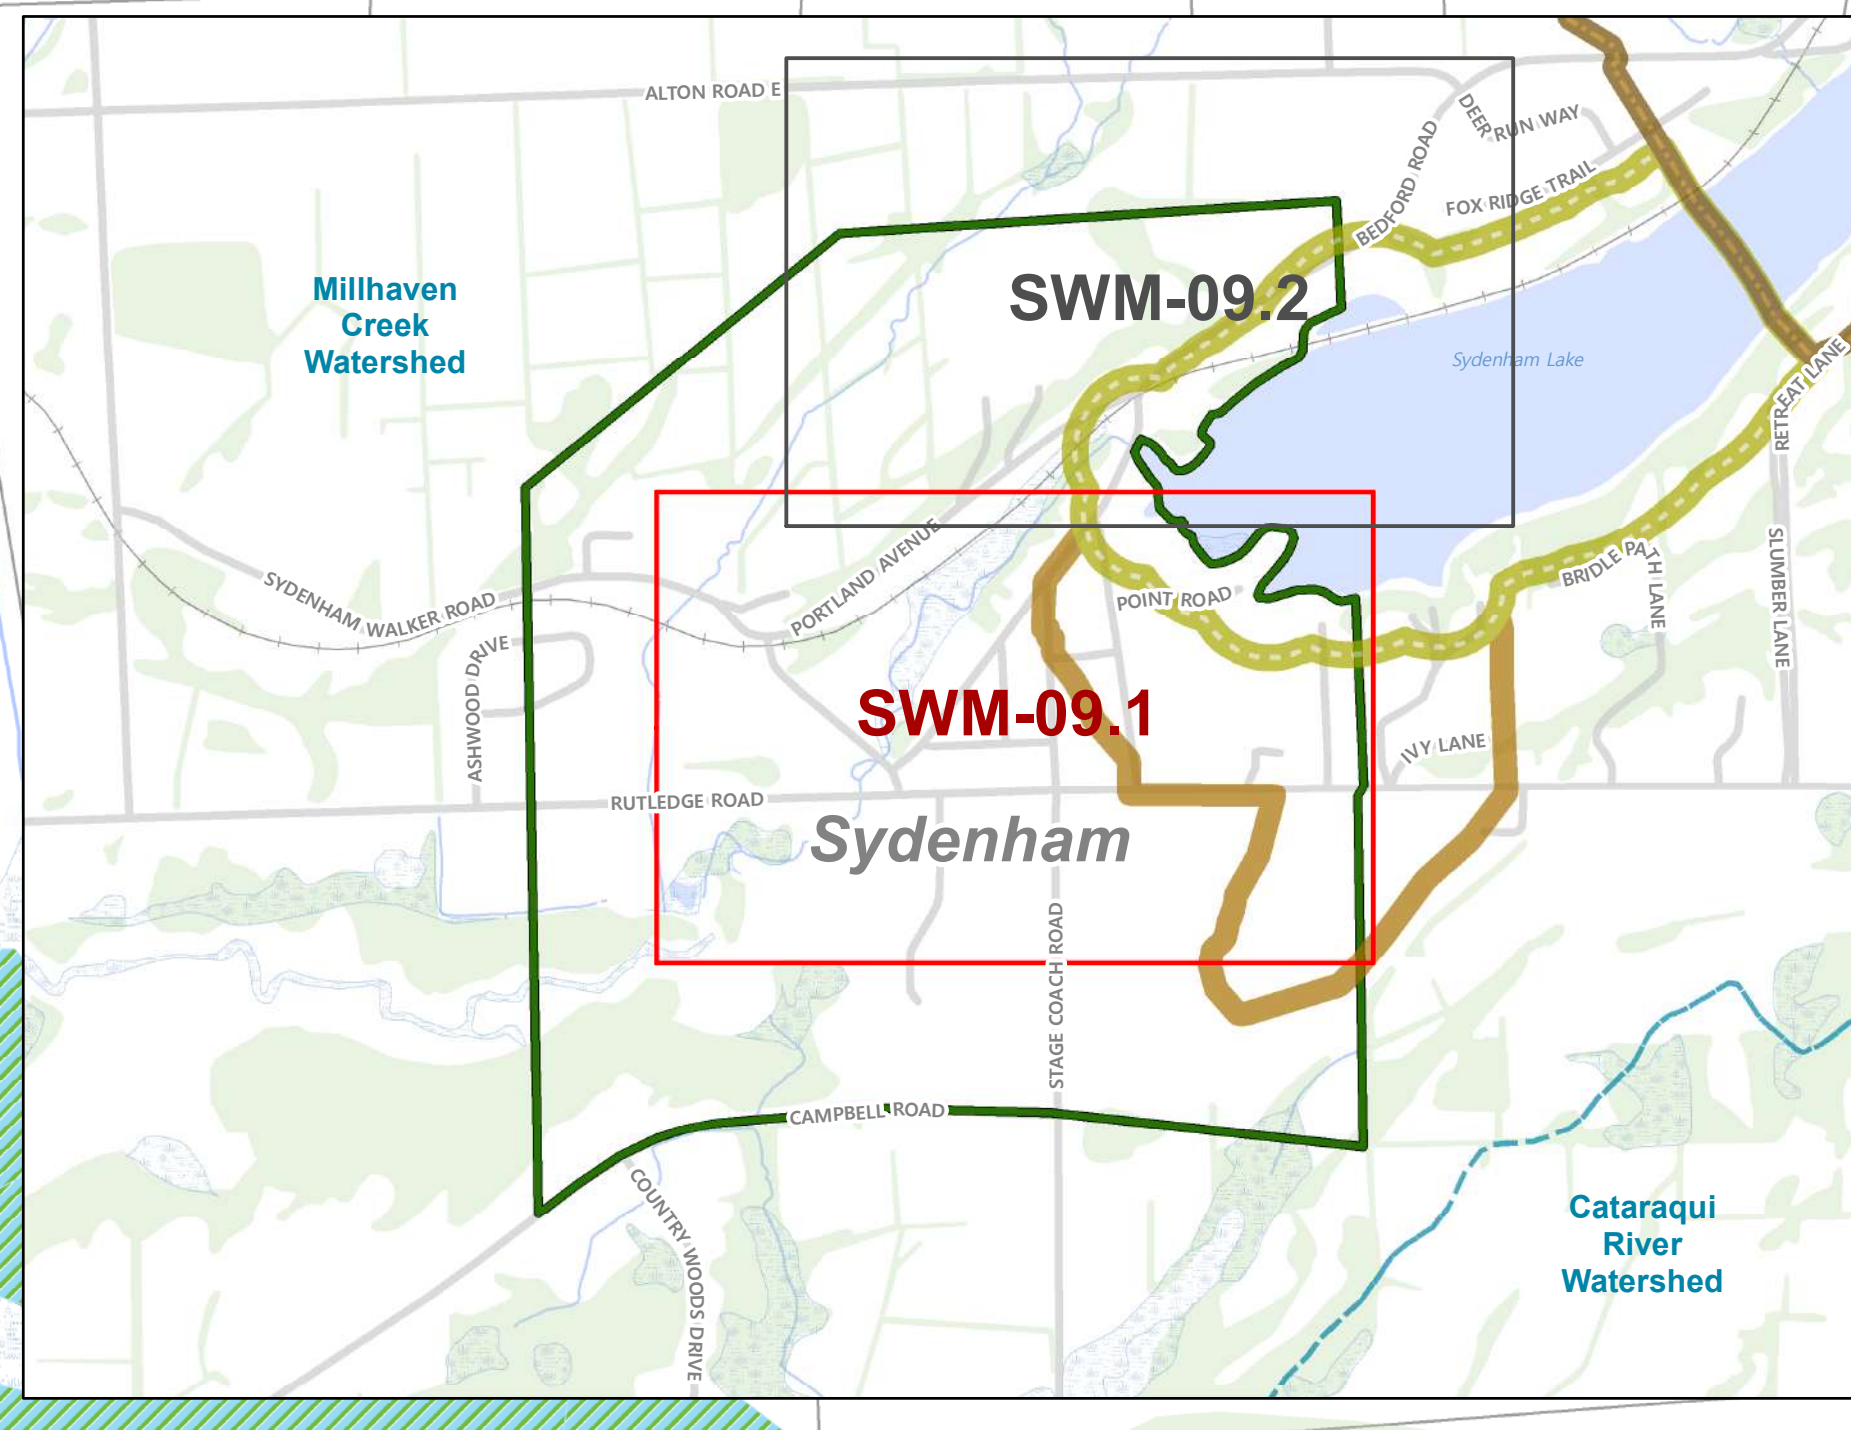 ALTON ROAD E
DEER RUN WAY
BEDFORD ROAD
FOX RIDGE TRAIL
Millhaven
Creek
Watershed
SWM-09.2
Sydenham Lake
RETREAT LANE
PORTLAND AVENUE
SYDENHAM
WALKER ROAD
POINT ROAD
BRIDLE PATH LANE
SLUMBER LANE
ASHWOOD DRIVE
SWM-09.1
IVY LANE
RUTLEDGE ROAD
Sydenham
STAGE COACH ROAD
CAMPBELL ROAD
COUNTRY WOODS DRIVE
Cataraqui
River
Watershed